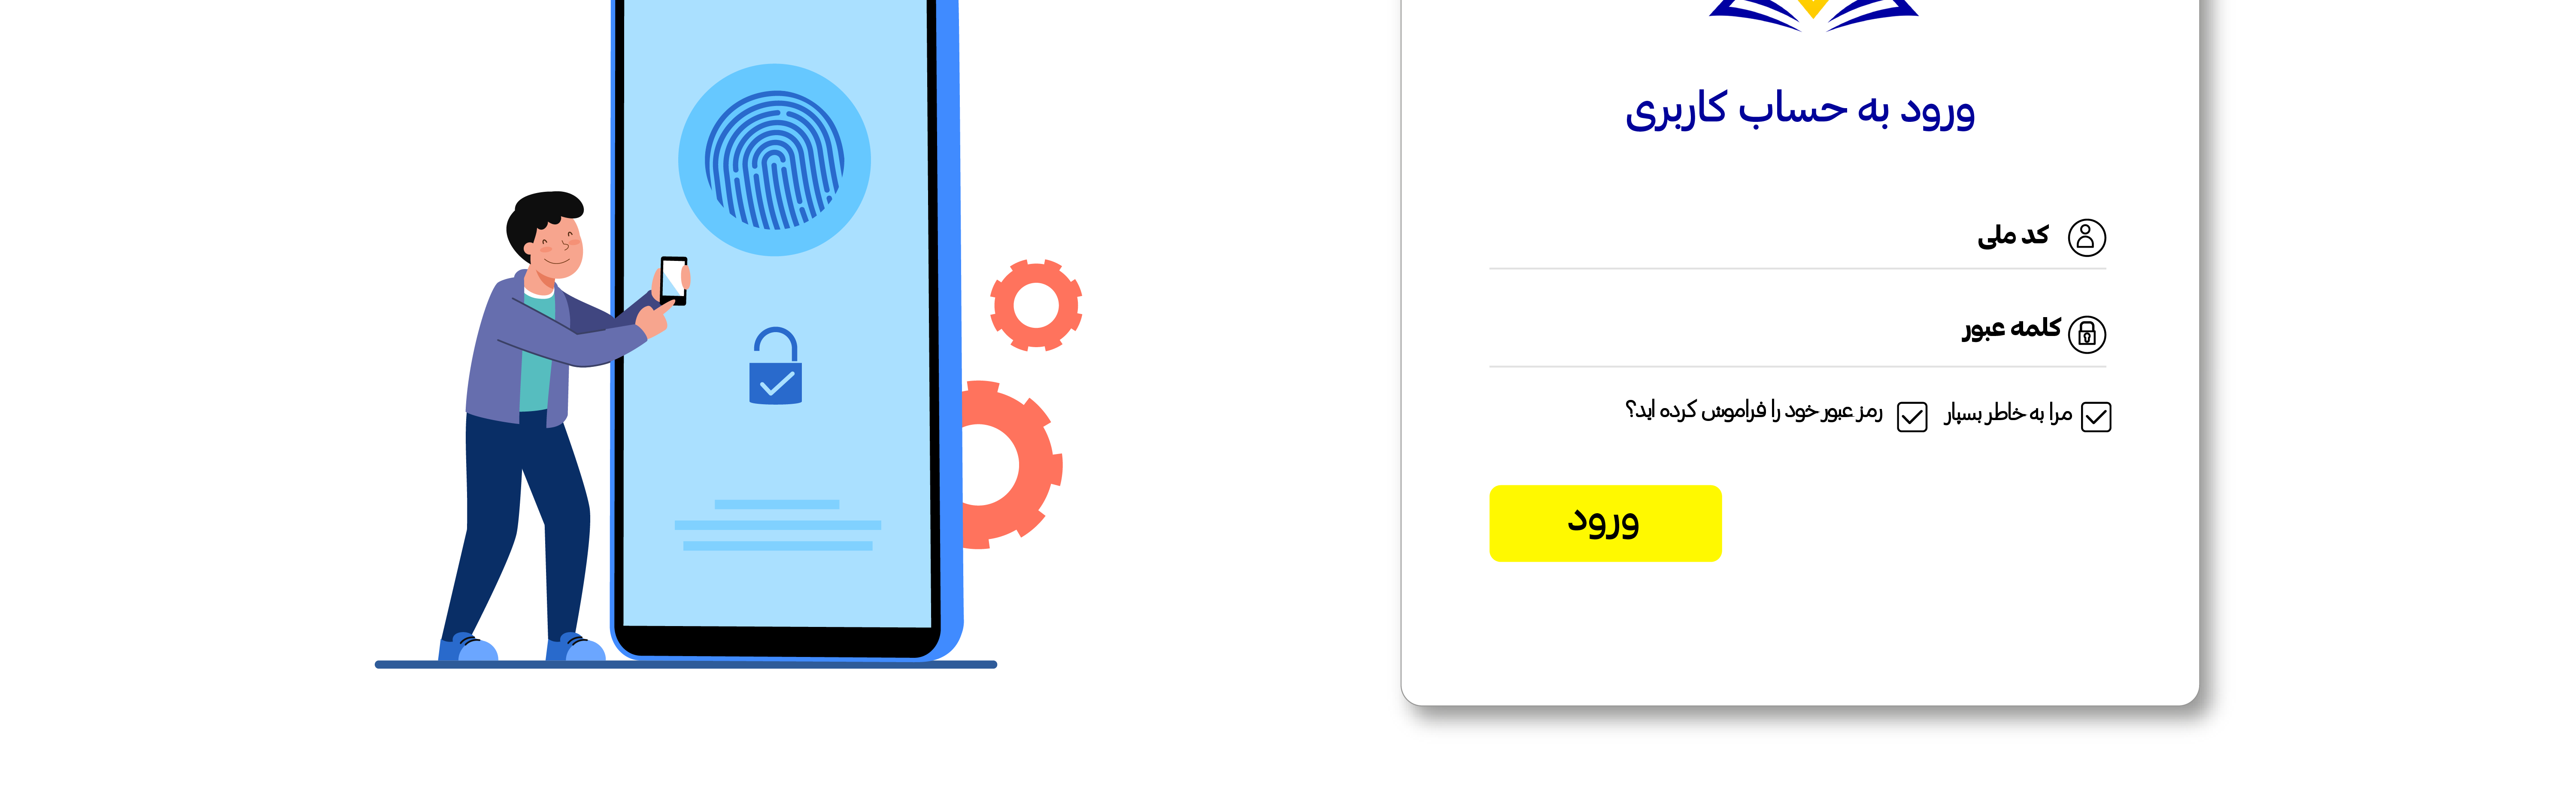 ورود به حساب کاربری
کد ملی
کلمه عبور
مرا به خاطر بسپار رمز عبور خود را فراموش کرده اید؟
ورود